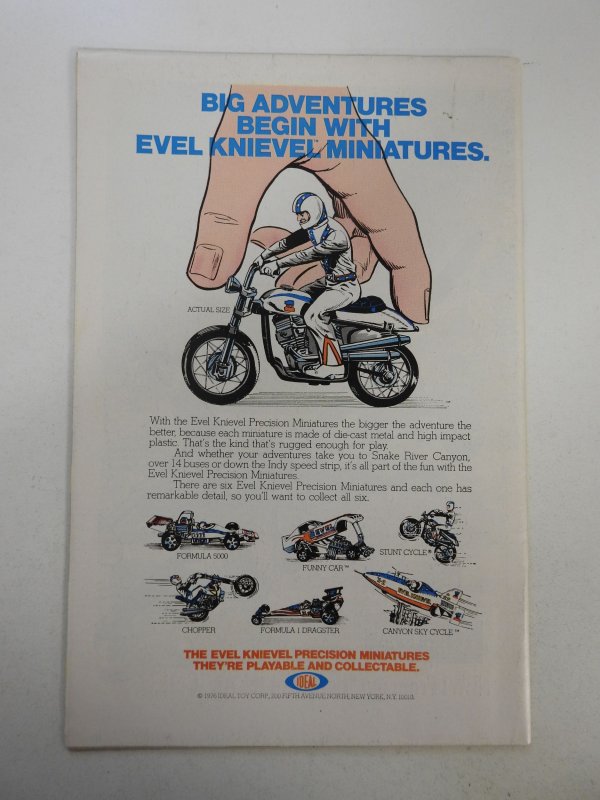 BIG ADVENTURES
BEGIN WITH
EVEL KNIEVEL™ MINIATURES.
ACTUAL SIZE
With the Evel Knievel Precision Miniatures the bigger the adventure the
better, because each miniature is made of die-cast metal and high impact
plastic. That's the kind that's rugged enough for play.
And whether your adventures take you to Snake River Canyon,
over 14 buses or down the Indy speed strip, it's all part of the fun with the
Evel Knievel Precision Miniatures.
There are six Evel Knievel Precision Miniatures and each one has
remarkable detail, so you'll want to collect all six.
FORMULA 5000
FUNNY CAR™
STUNT CYCLE®
CHOPPER
FORMULA 1 DRAGSTER
CANYON SKY CYCLE™
THE EVEL KNIEVEL PRECISION MINIATURES
THEY'RE PLAYABLE AND COLLECTABLE.
IDEAL
© 1976 IDEAL TOY CORP., 200 FIFTH AVENUE NORTH, NEW YORK, N.Y. 10010.